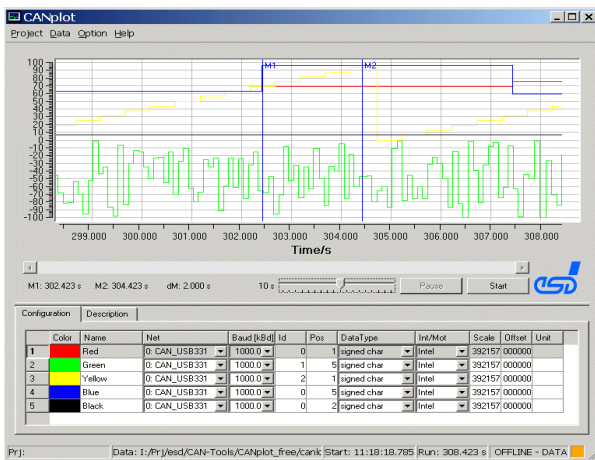 CANplot
Project Data Option Help
100
90
80
70
60
50
40
30
20
10
0
-10
-20
-30
-40
-50
-60
-70
-80
-90
-100
M1 M2
299.000 300.000 301.000 302.000 303.000 304.000 305.000 306.000 307.000 308.000
Time/s
M1: 302.423 s M2: 304.423 s dM: 2.000 s 10 s Pause Start
esd
Configuration Description
Color Name Net Baud [kBd] Id Pos DataType Int/Mot Scale Offset Unit
1 Red 0: CAN_USB331 1000.0 0 1 signed char Intel 392157 000000
2 Green 0: CAN_USB331 1000.0 1 5 signed char Intel 392157 000000
3 Yellow 0: CAN_USB331 1000.0 2 1 signed char Intel 392157 000000
4 Blue 0: CAN_USB331 1000.0 0 5 signed char Intel 392157 000000
5 Black 0: CAN_USB331 1000.0 0 2 signed char Intel 392157 000000
Prj: Data: I:/Prj/esd/CAN-Tools/CANplot_free/cank Start: 11:18:18.785 Run: 308.423 s OFFLINE - DATA